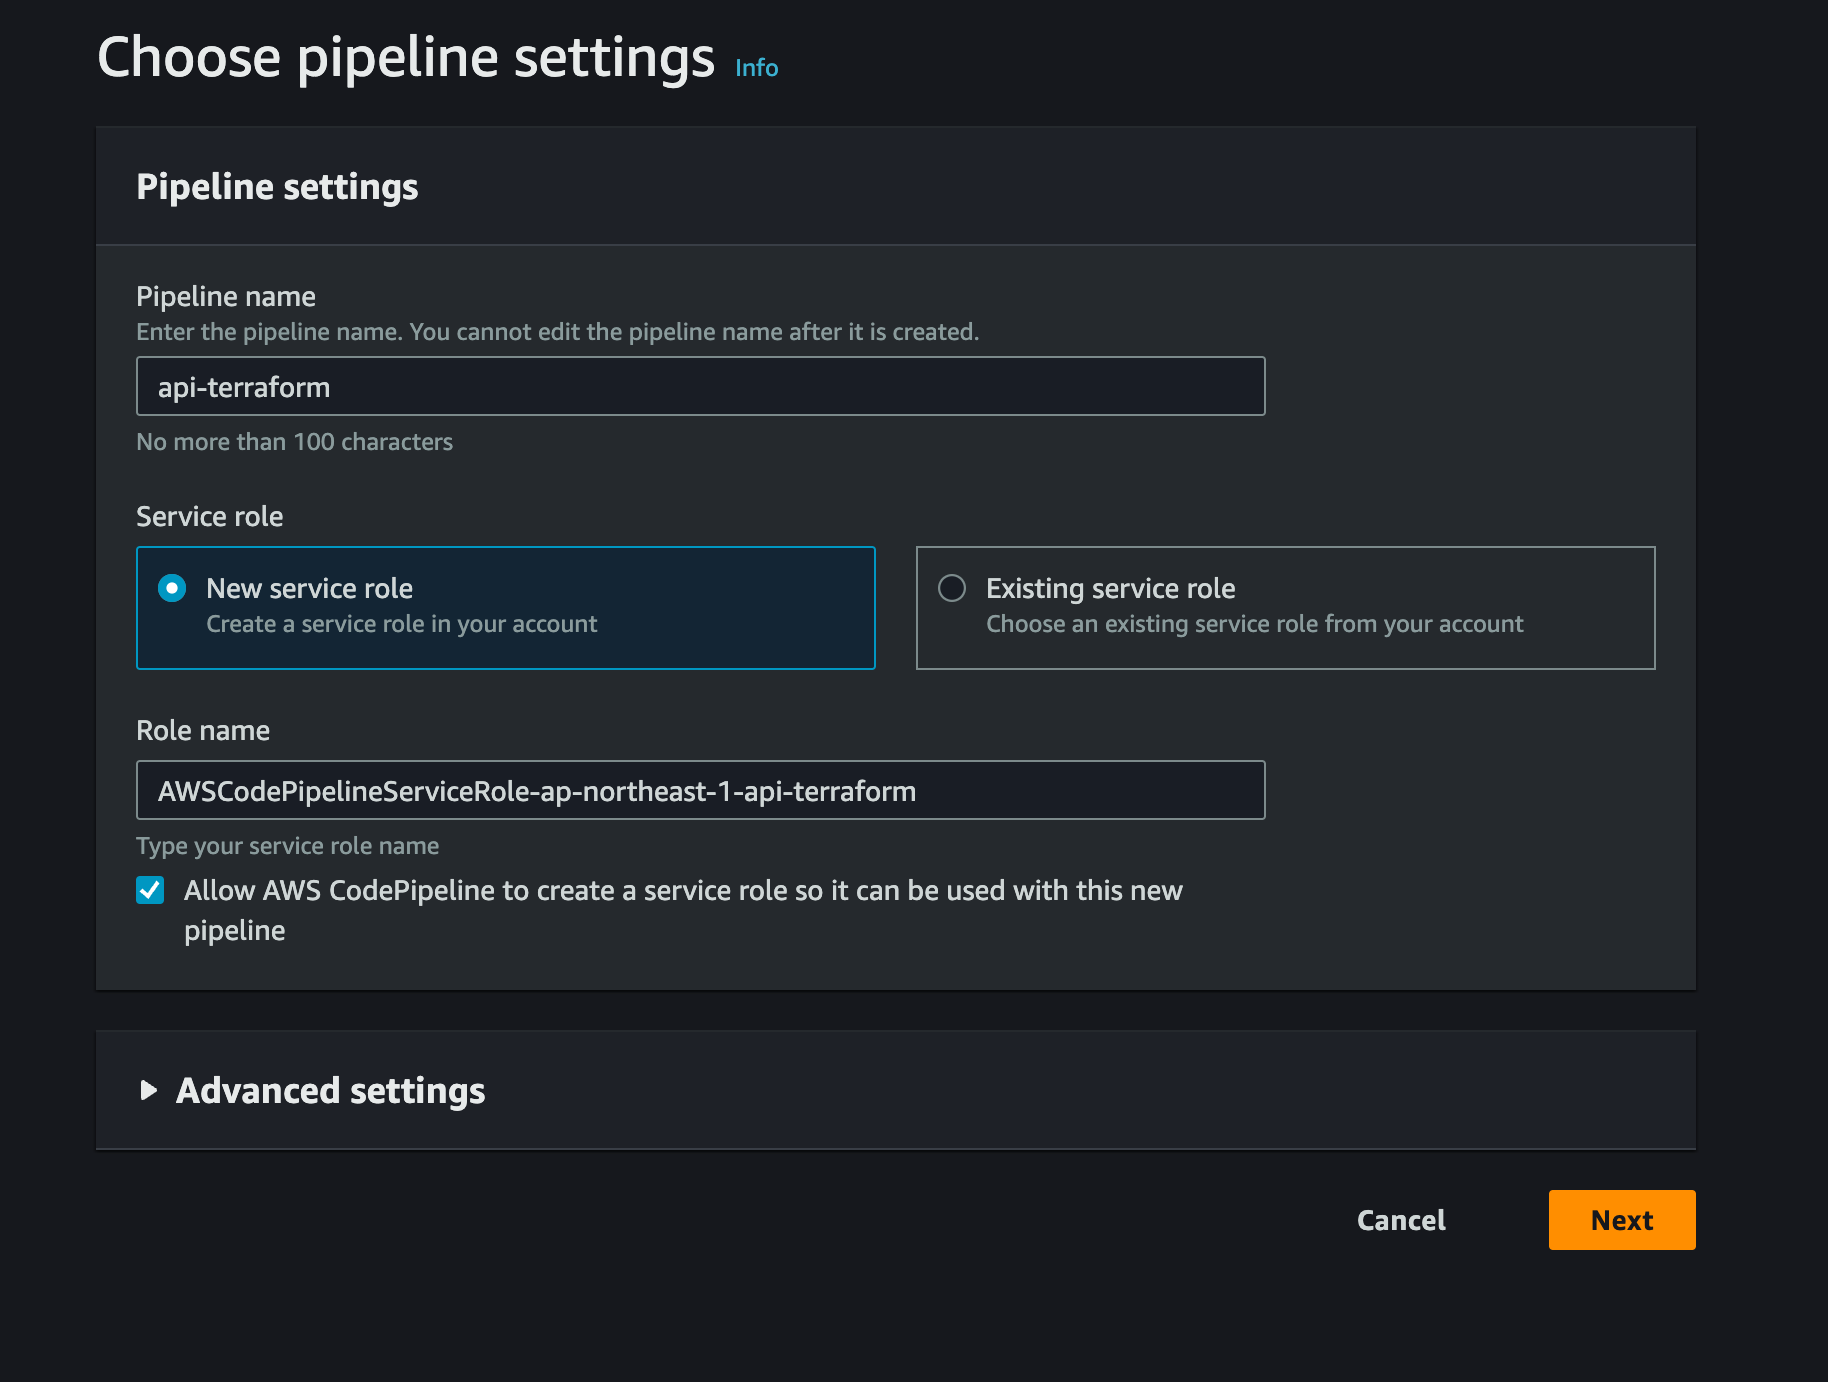 Choose pipeline settings Info
Pipeline settings
Pipeline name
Enter the pipeline name. You cannot edit the pipeline name after it is created.
api-terraform
No more than 100 characters
Service role
New service role
Create a service role in your account
Existing service role
Choose an existing service role from your account
Role name
AWSCodePipelineServiceRole-ap-northeast-1-api-terraform
Type your service role name
Allow AWS CodePipeline to create a service role so it can be used with this new
pipeline
Advanced settings
Cancel
Next